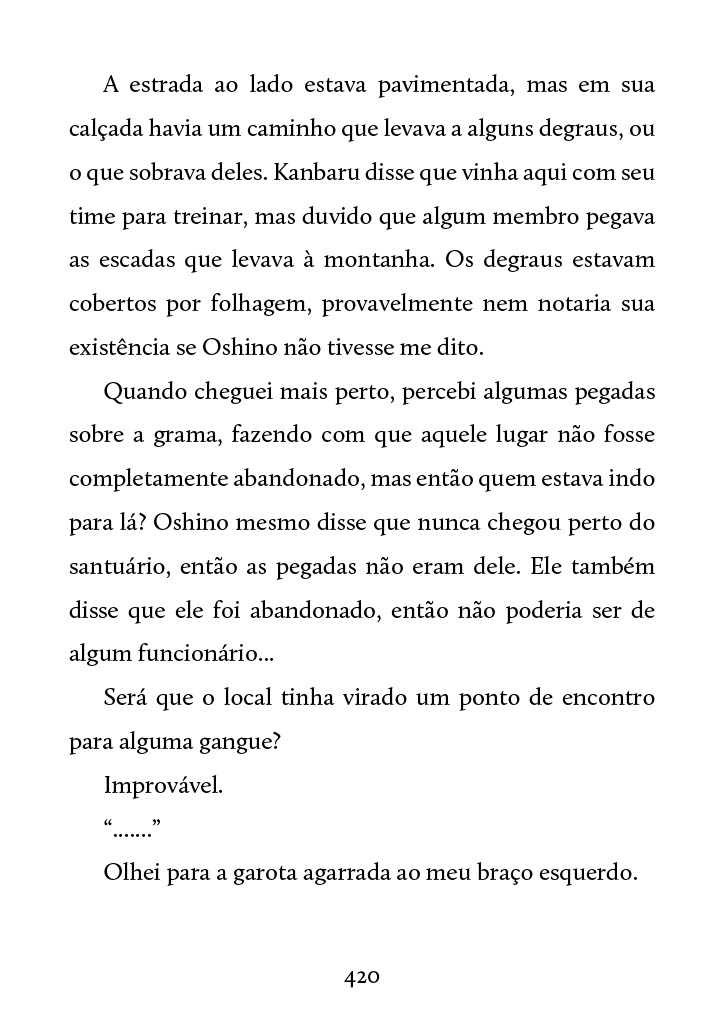 A estrada ao lado estava pavimentada, mas em sua
calçada havia um caminho que levava a alguns degraus, ou
o que sobrava deles. Kanbaru disse que vinha aqui com seu
time para treinar, mas duvido que algum membro pegava
as escadas que levava à montanha. Os degraus estavam
cobertos por folhagem, provavelmente nem notaria sua
existência se Oshino não tivesse me dito.
Quando cheguei mais perto, percebi algumas pegadas
sobre a grama, fazendo com que aquele lugar não fosse
completamente abandonado, mas então quem estava indo
para lá? Oshino mesmo disse que nunca chegou perto do
santuário, então as pegadas não eram dele. Ele também
disse que ele foi abandonado, então não poderia ser de
algum funcionário...
Será que o local tinha virado um ponto de encontro
para alguma gangue?
Improvável.
“.......”
Olhei para a garota agarrada ao meu braço esquerdo.
420